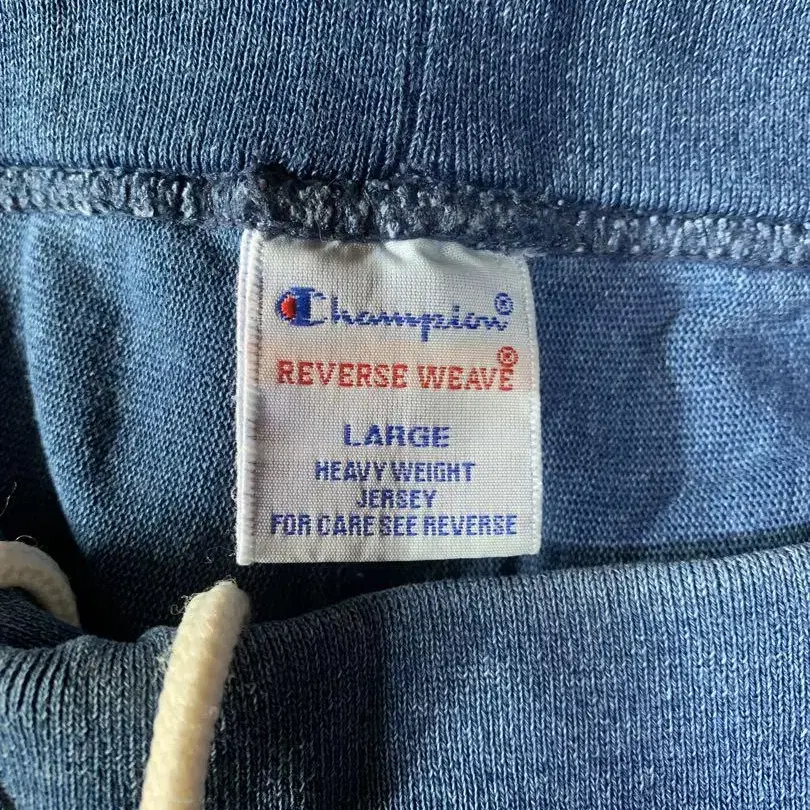 Champion®
REVERSE WEAVE®
LARGE
HEAVY WEIGHT
JERSEY
FOR CARE SEE REVERSE